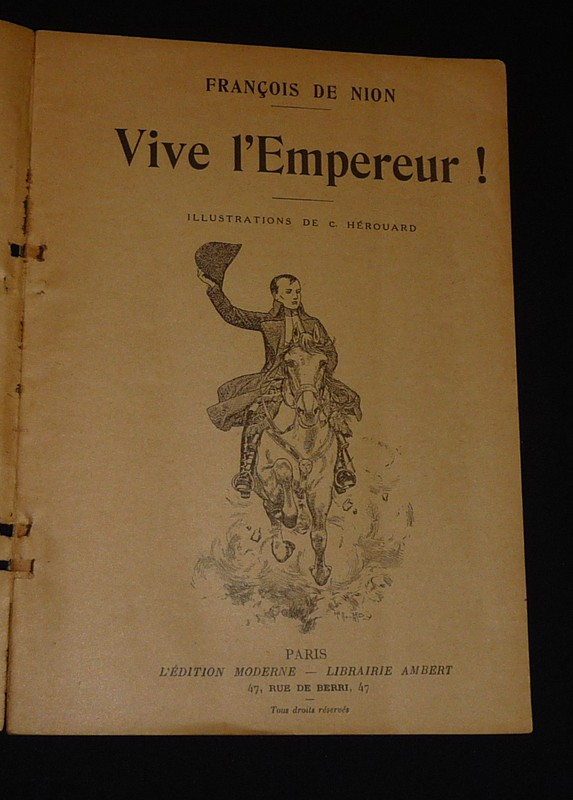 FRANÇOIS DE NION
Vive l'Empereur !
ILLUSTRATIONS DE C. HÉROUARD
PARIS
L'ÉDITION MODERNE — LIBRAIRIE AMBERT
47, RUE DE BERRI, 47
Tous droits réservés